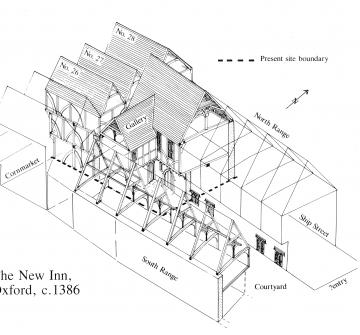 No. 28
No. 27
No. 26
Present site boundary
Gallery
North Range
Cornmarket
Ship Street
South Range
Courtyard
?entry
he New Inn,
Oxford, c.1386